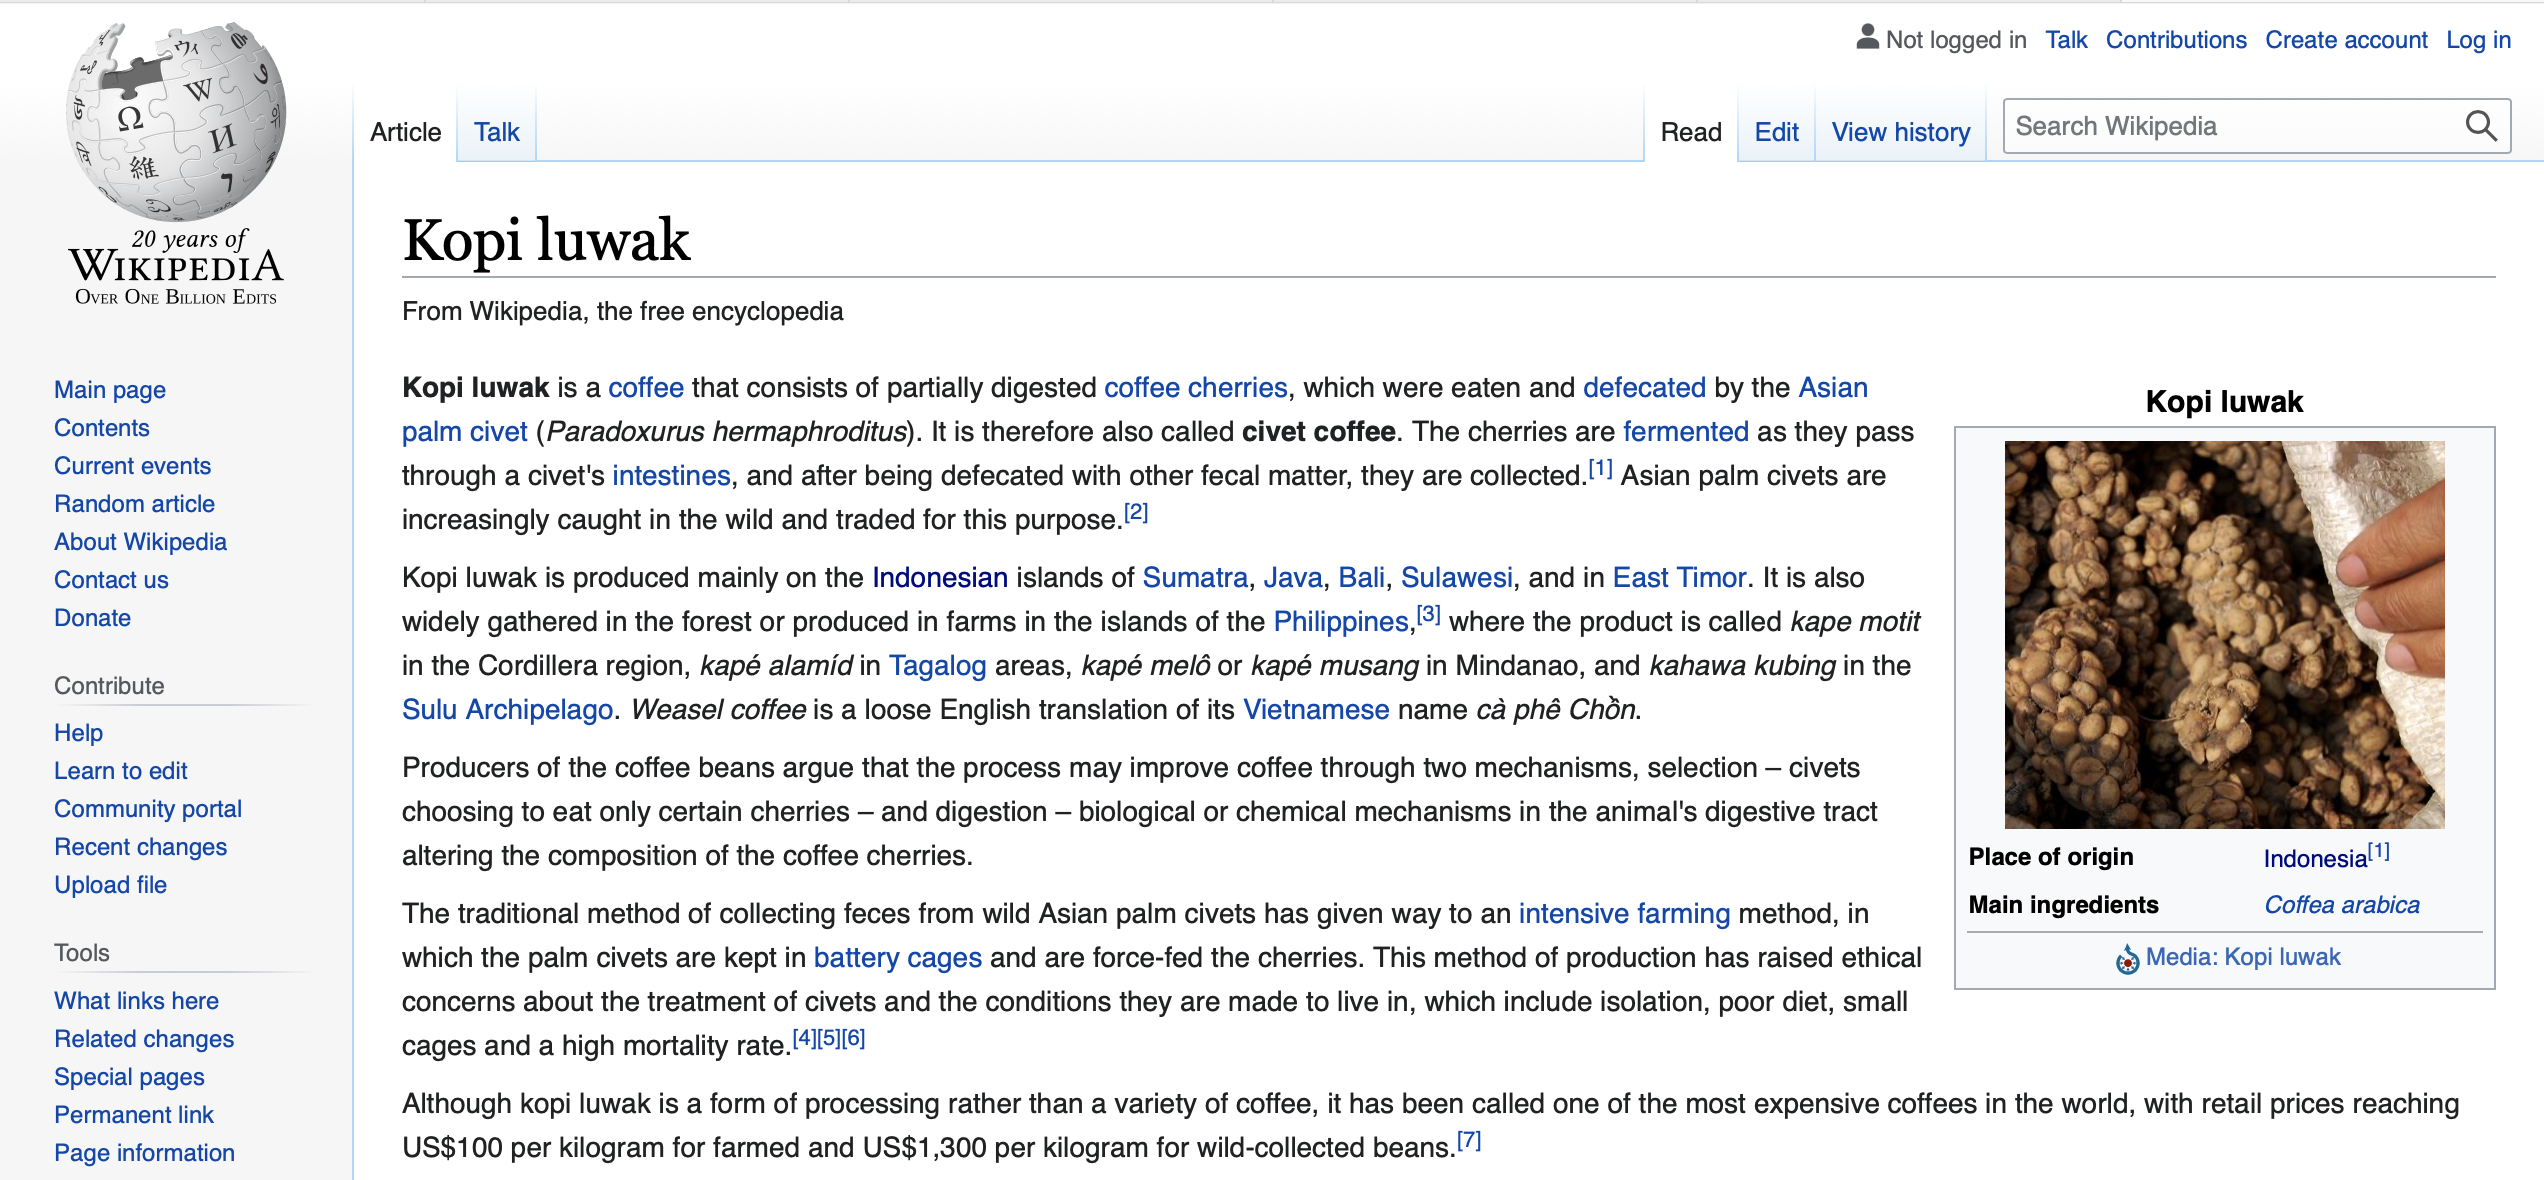 Not logged in Talk Contributions Create account Log in
Article Talk Read Edit View history Search Wikipedia
20 years of
WIKIPEDIA
OVER ONE BILLION EDITS
Main page
Contents
Current events
Random article
About Wikipedia
Contact us
Donate
Contribute
Help
Learn to edit
Community portal
Recent changes
Upload file
Tools
What links here
Related changes
Special pages
Permanent link
Page information
Kopi luwak
From Wikipedia, the free encyclopedia
Kopi luwak is a coffee that consists of partially digested coffee cherries, which were eaten and defecated by the Asian
palm civet (Paradoxurus hermaphroditus). It is therefore also called civet coffee. The cherries are fermented as they pass
through a civet's intestines, and after being defecated with other fecal matter, they are collected.[1] Asian palm civets are
increasingly caught in the wild and traded for this purpose.[2]
Kopi luwak is produced mainly on the Indonesian islands of Sumatra, Java, Bali, Sulawesi, and in East Timor. It is also
widely gathered in the forest or produced in farms in the islands of the Philippines,[3] where the product is called kape motit
in the Cordillera region, kapé alamíd in Tagalog areas, kapé melô or kapé musang in Mindanao, and kahawa kubing in the
Sulu Archipelago. Weasel coffee is a loose English translation of its Vietnamese name cà phê Chồn.
Producers of the coffee beans argue that the process may improve coffee through two mechanisms, selection – civets
choosing to eat only certain cherries – and digestion – biological or chemical mechanisms in the animal's digestive tract
altering the composition of the coffee cherries.
The traditional method of collecting feces from wild Asian palm civets has given way to an intensive farming method, in
which the palm civets are kept in battery cages and are force-fed the cherries. This method of production has raised ethical
concerns about the treatment of civets and the conditions they are made to live in, which include isolation, poor diet, small
cages and a high mortality rate.[4][5][6]
Although kopi luwak is a form of processing rather than a variety of coffee, it has been called one of the most expensive coffees in the world, with retail prices reaching
US$100 per kilogram for farmed and US$1,300 per kilogram for wild-collected beans.[7]
Kopi luwak
Place of origin Indonesia[1]
Main ingredients Coffea arabica
Media: Kopi luwak